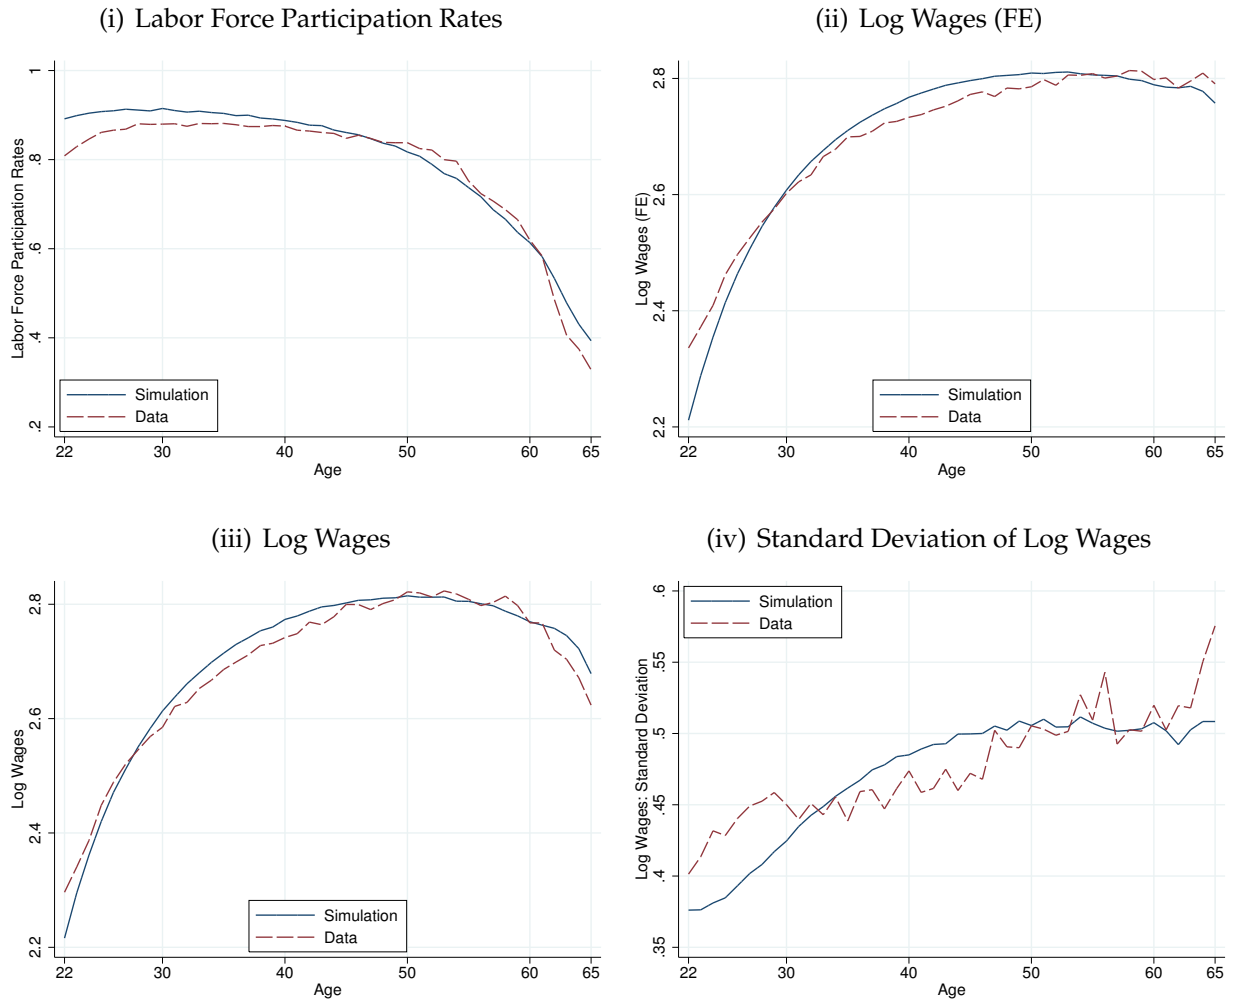 (i) Labor Force Participation Rates
Labor Force Participation Rates
1
.8
.6
.4
.2
Simulation
Data
22 30 40 50 60 65
Age
(ii) Log Wages (FE)
Log Wages (FE)
2.8
2.6
2.4
2.2
Simulation
Data
22 30 40 50 60 65
Age
(iii) Log Wages
Log Wages
2.8
2.6
2.4
2.2
Simulation
Data
22 30 40 50 60 65
Age
(iv) Standard Deviation of Log Wages
Log Wages: Standard Deviation
.6
.55
.5
.45
.4
.35
Simulation
Data
22 30 40 50 60 65
Age